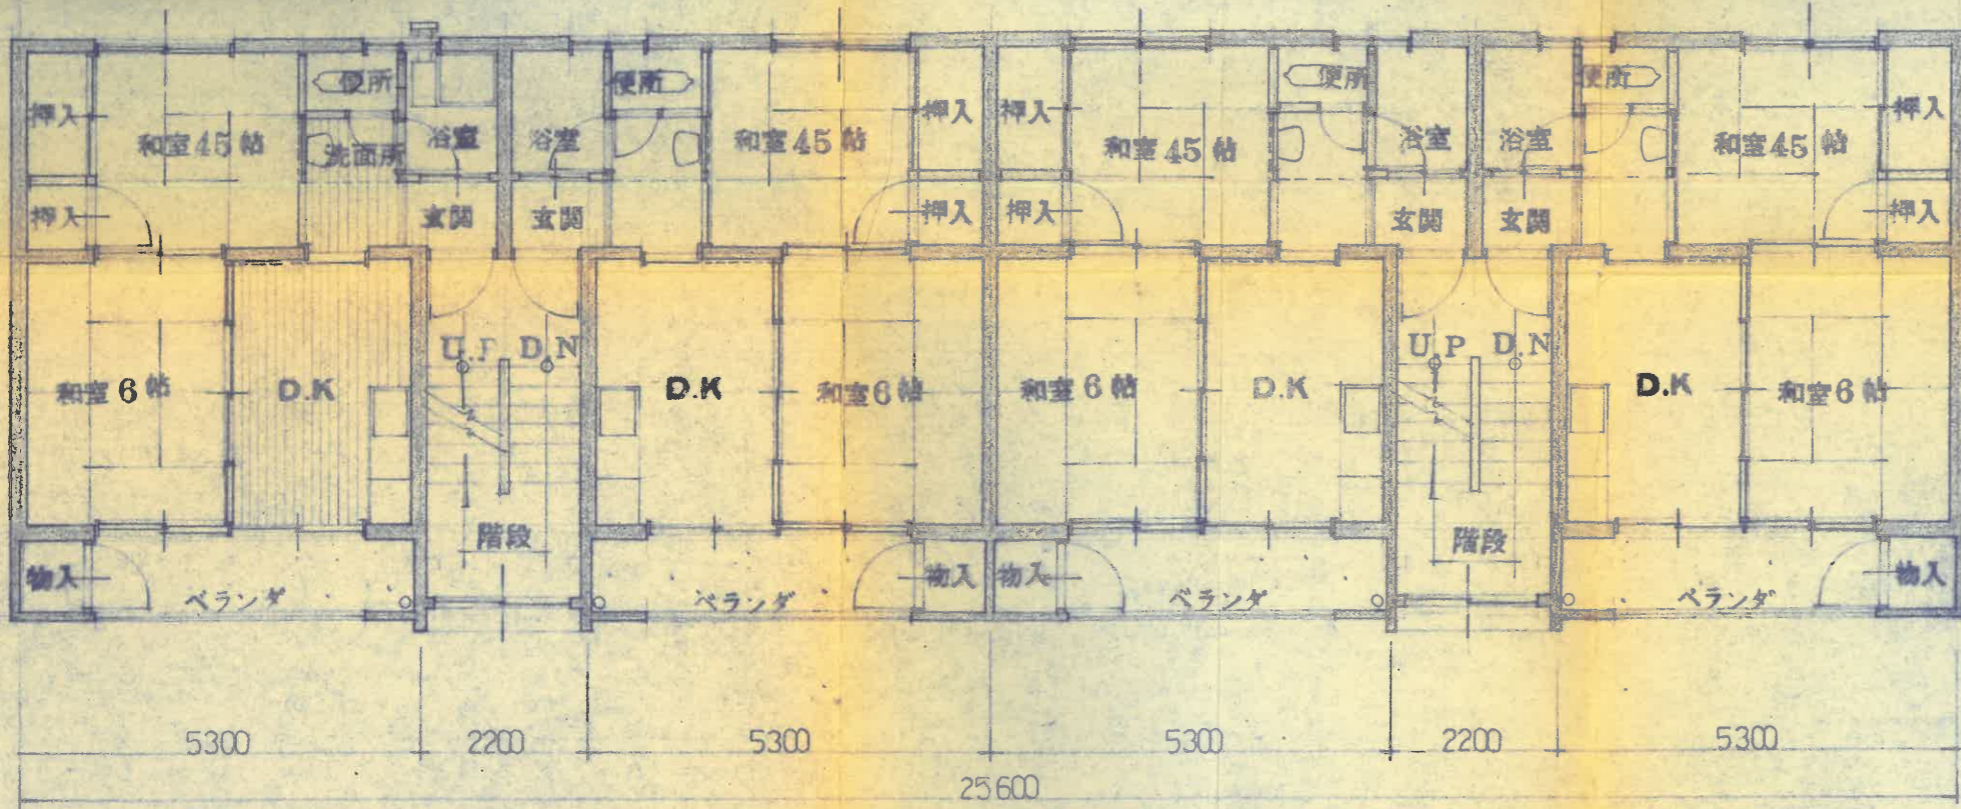 便所 便所 便所 便所
押入 和室45帖 洗面所 浴室 浴室 和室45帖 押入 押入 和室45帖 浴室 浴室 和室45帖 押入
押入 玄関 玄関 押入 押入 玄関 玄関 押入
U.P D.N U.P D.N
和室6帖 D.K D.K 和室6帖 和室6帖 D.K D.K 和室6帖
階段 階段
物入 ベランダ ベランダ 物入 物入 ベランダ ベランダ 物入
5300 2200 5300 5300 2200 5300
25600